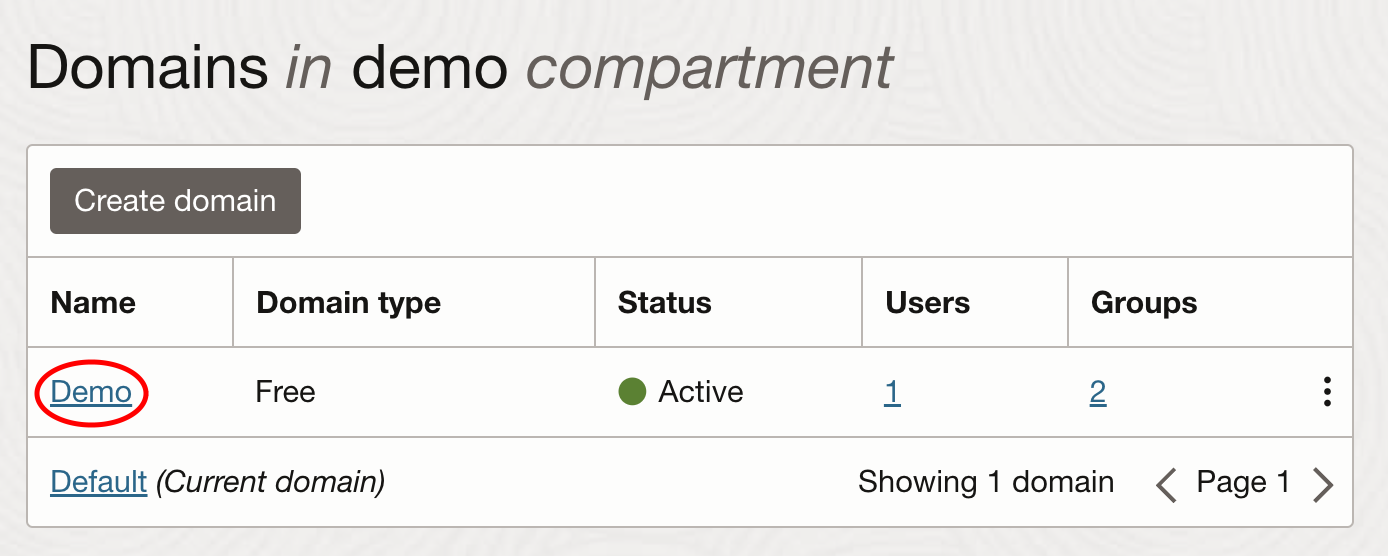 Domains in demo compartment
Create domain
Name Domain type Status Users Groups
Demo Free Active 1 2
Default (Current domain) Showing 1 domain Page 1